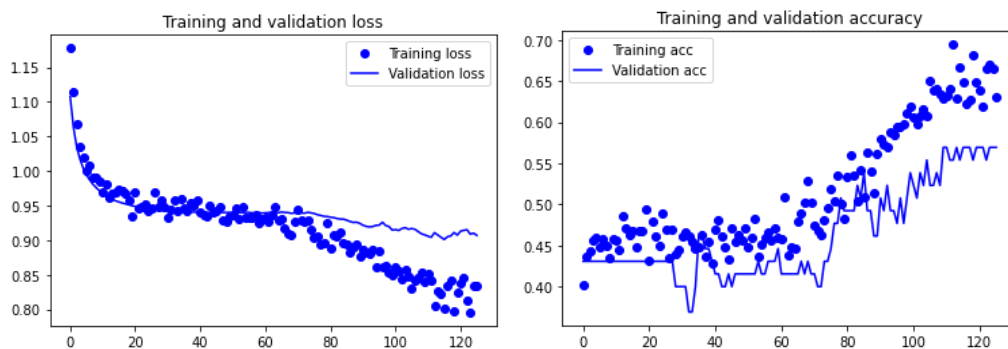 Training and validation loss
Training loss
Validation loss
1.15
1.10
1.05
1.00
0.95
0.90
0.85
0.80
0 20 40 60 80 100 120
Training and validation accuracy
Training acc
Validation acc
0.70
0.65
0.60
0.55
0.50
0.45
0.40
0 20 40 60 80 100 120